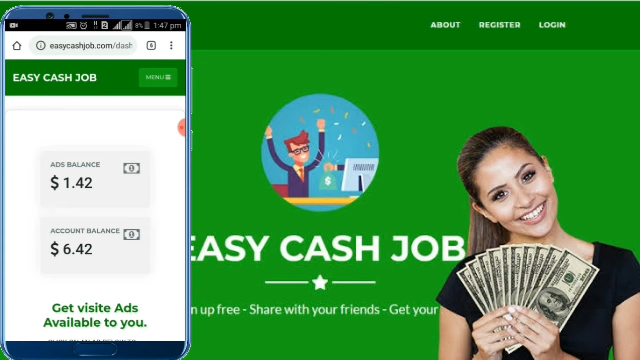 8% 1:47 pm
easycashjob.com/dash
6
EASY CASH JOB
MENU
ADS BALANCE
$ 1.42
ACCOUNT BALANCE
$ 6.42
Get visite Ads
Available to you.
ABOUT REGISTER LOGIN
EASY CASH JOB
n up free - Share with your friends - Get your